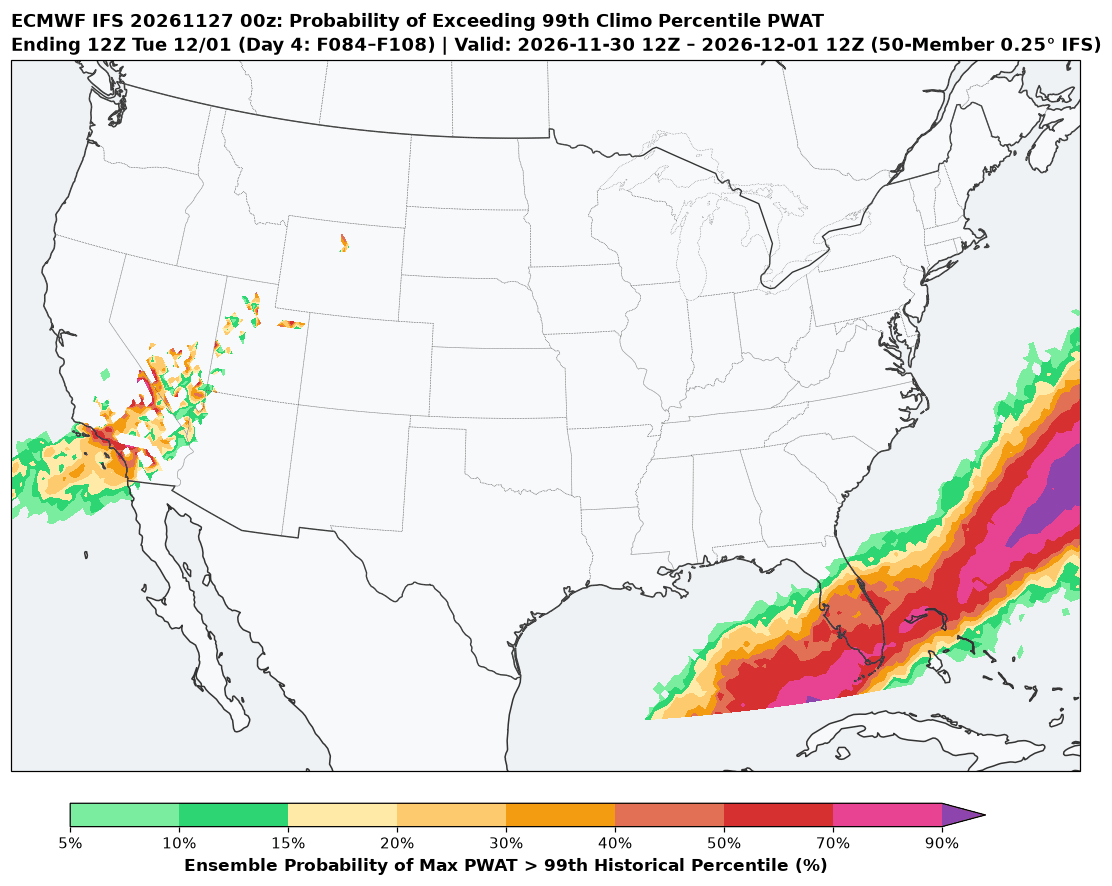 ECMWF IFS 20261127 00z: Probability of Exceeding 99th Climo Percentile PWAT
Ending 12Z Tue 12/01 (Day 4: F084–F108) | Valid: 2026-11-30 12Z – 2026-12-01 12Z (50-Member 0.25° IFS)
5% 10% 15% 20% 30% 40% 50% 70% 90%
Ensemble Probability of Max PWAT > 99th Historical Percentile (%)